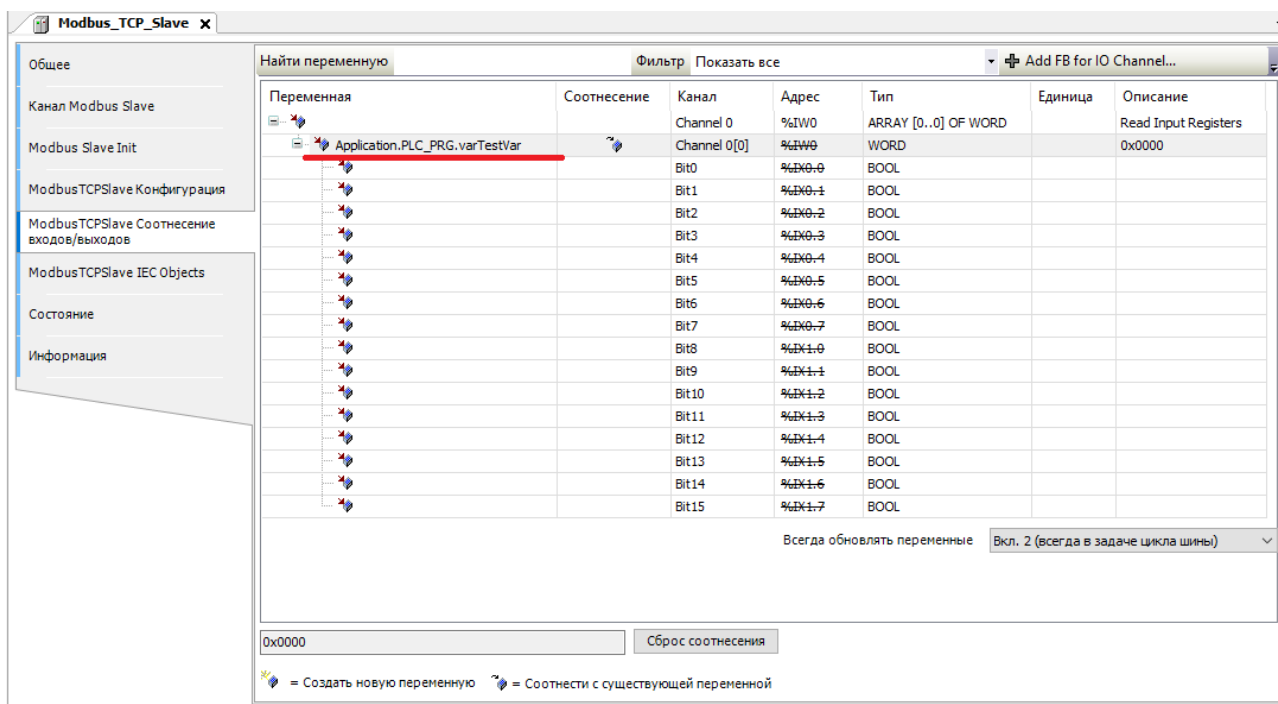 Modbus_TCP_Slave X
Общее
Канал Modbus Slave
Modbus Slave Init
ModbusTCPSlave Конфигурация
ModbusTCPSlave Соотнесение
входов/выходов
ModbusTCPSlave IEC Objects
Состояние
Информация
Найти переменную Фильтр Показать все Add FB for IO Channel...
Переменная Соотнесение Канал Адрес Тип Единица Описание
Channel 0 %IW0 ARRAY [0..0] OF WORD Read Input Registers
Application.PLC_PRG.varTestVar Channel 0[0] %IW0 WORD 0x0000
Bit0 %IX0.0 BOOL
Bit1 %IX0.1 BOOL
Bit2 %IX0.2 BOOL
Bit3 %IX0.3 BOOL
Bit4 %IX0.4 BOOL
Bit5 %IX0.5 BOOL
Bit6 %IX0.6 BOOL
Bit7 %IX0.7 BOOL
Bit8 %IX1.0 BOOL
Bit9 %IX1.1 BOOL
Bit10 %IX1.2 BOOL
Bit11 %IX1.3 BOOL
Bit12 %IX1.4 BOOL
Bit13 %IX1.5 BOOL
Bit14 %IX1.6 BOOL
Bit15 %IX1.7 BOOL
Всегда обновлять переменные Вкл. 2 (всегда в задаче цикла шины)
0x0000 Сброс соотнесения
= Создать новую переменную = Соотнести с существующей переменной